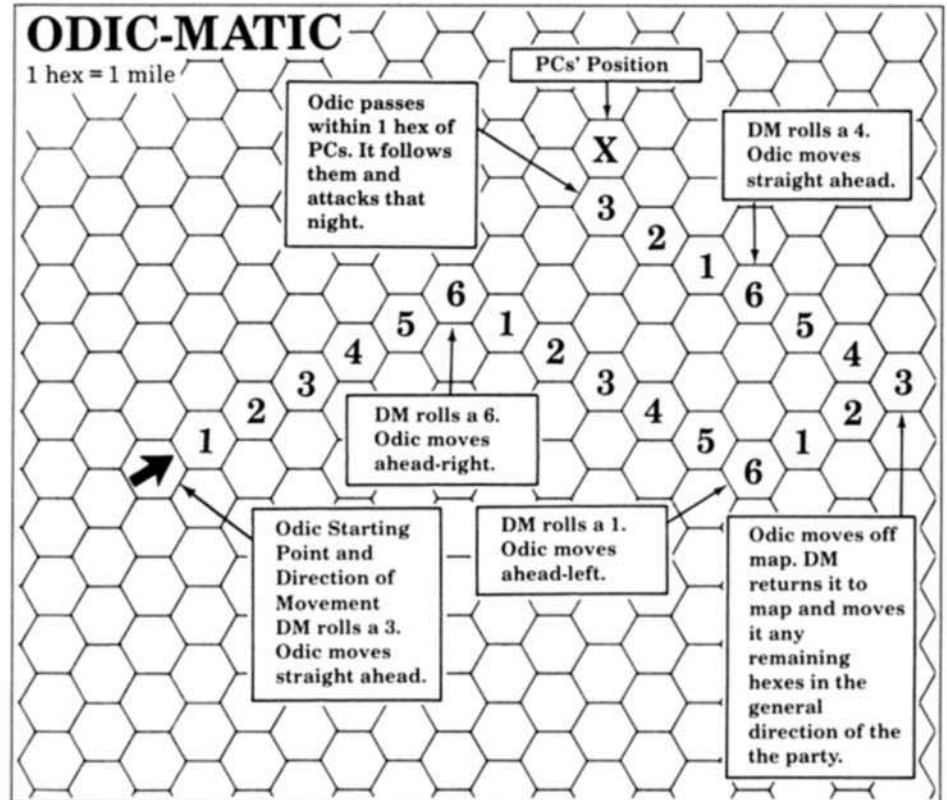 ODIC-MATIC
1 hex = 1 mile
PCs' Position
Odic passes
within 1 hex of
PCs. It follows
them and
attacks that
night.
X
DM rolls a 4.
Odic moves
straight ahead.
3
2
1
6
5
4
3
6
5
4
3
2
1
1
2
3
4
5
6
1
2
DM rolls a 6.
Odic moves
ahead-right.
Odic Starting
Point and
Direction of
Movement
DM rolls a 3.
Odic moves
straight ahead.
DM rolls a 1.
Odic moves
ahead-left.
Odic moves off
map. DM
returns it to
map and moves
it any
remaining
hexes in the
general
direction of the
the party.